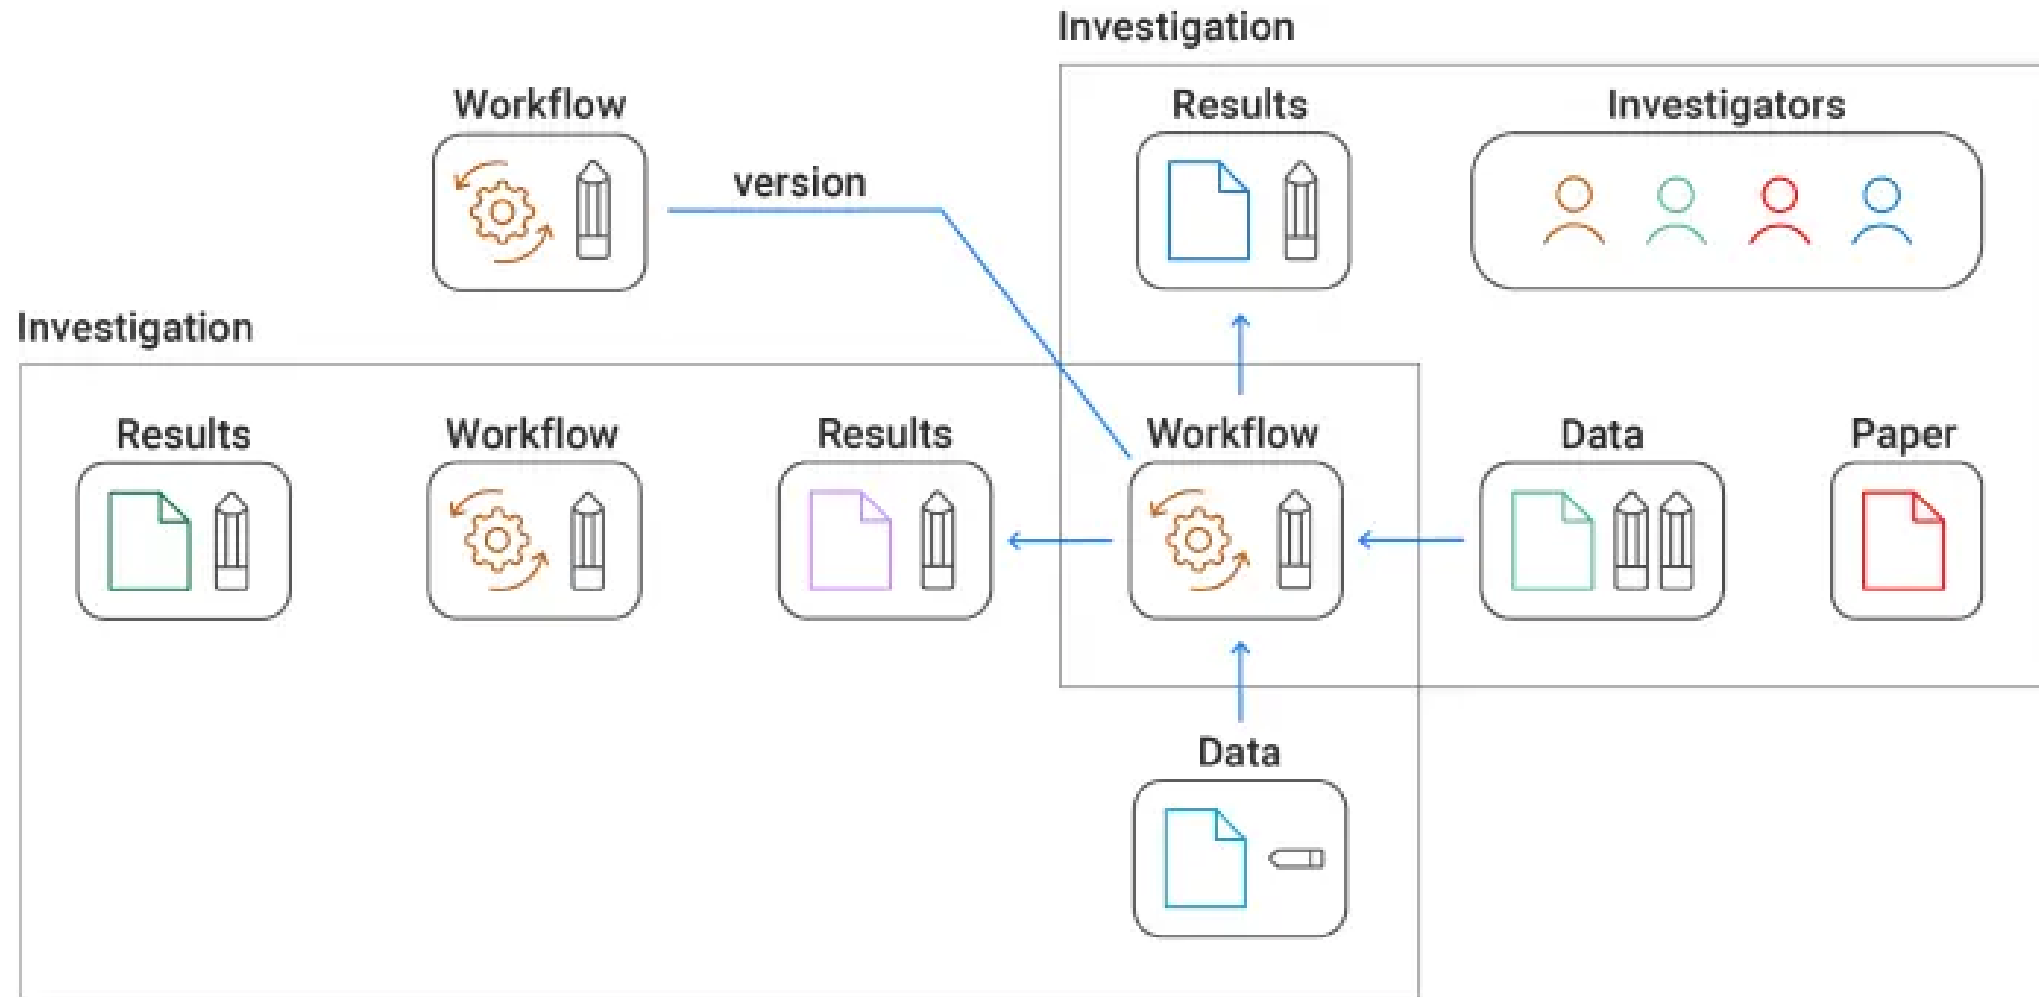 Investigation
Workflow
Results
Investigators
version
Investigation
Results
Workflow
Results
Workflow
Data
Paper
Data